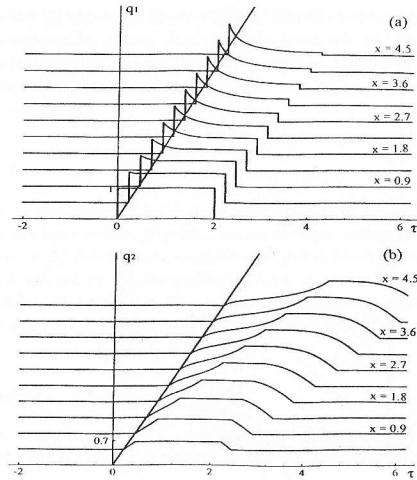 q₁
(a)
x = 4.5
x = 3.6
x = 2.7
x = 1.8
x = 0.9
1
-2 0 2 4 6 τ
q₂
(b)
x = 4.5
x = 3.6
x = 2.7
x = 1.8
x = 0.9
0.7
-2 0 2 4 6 τ